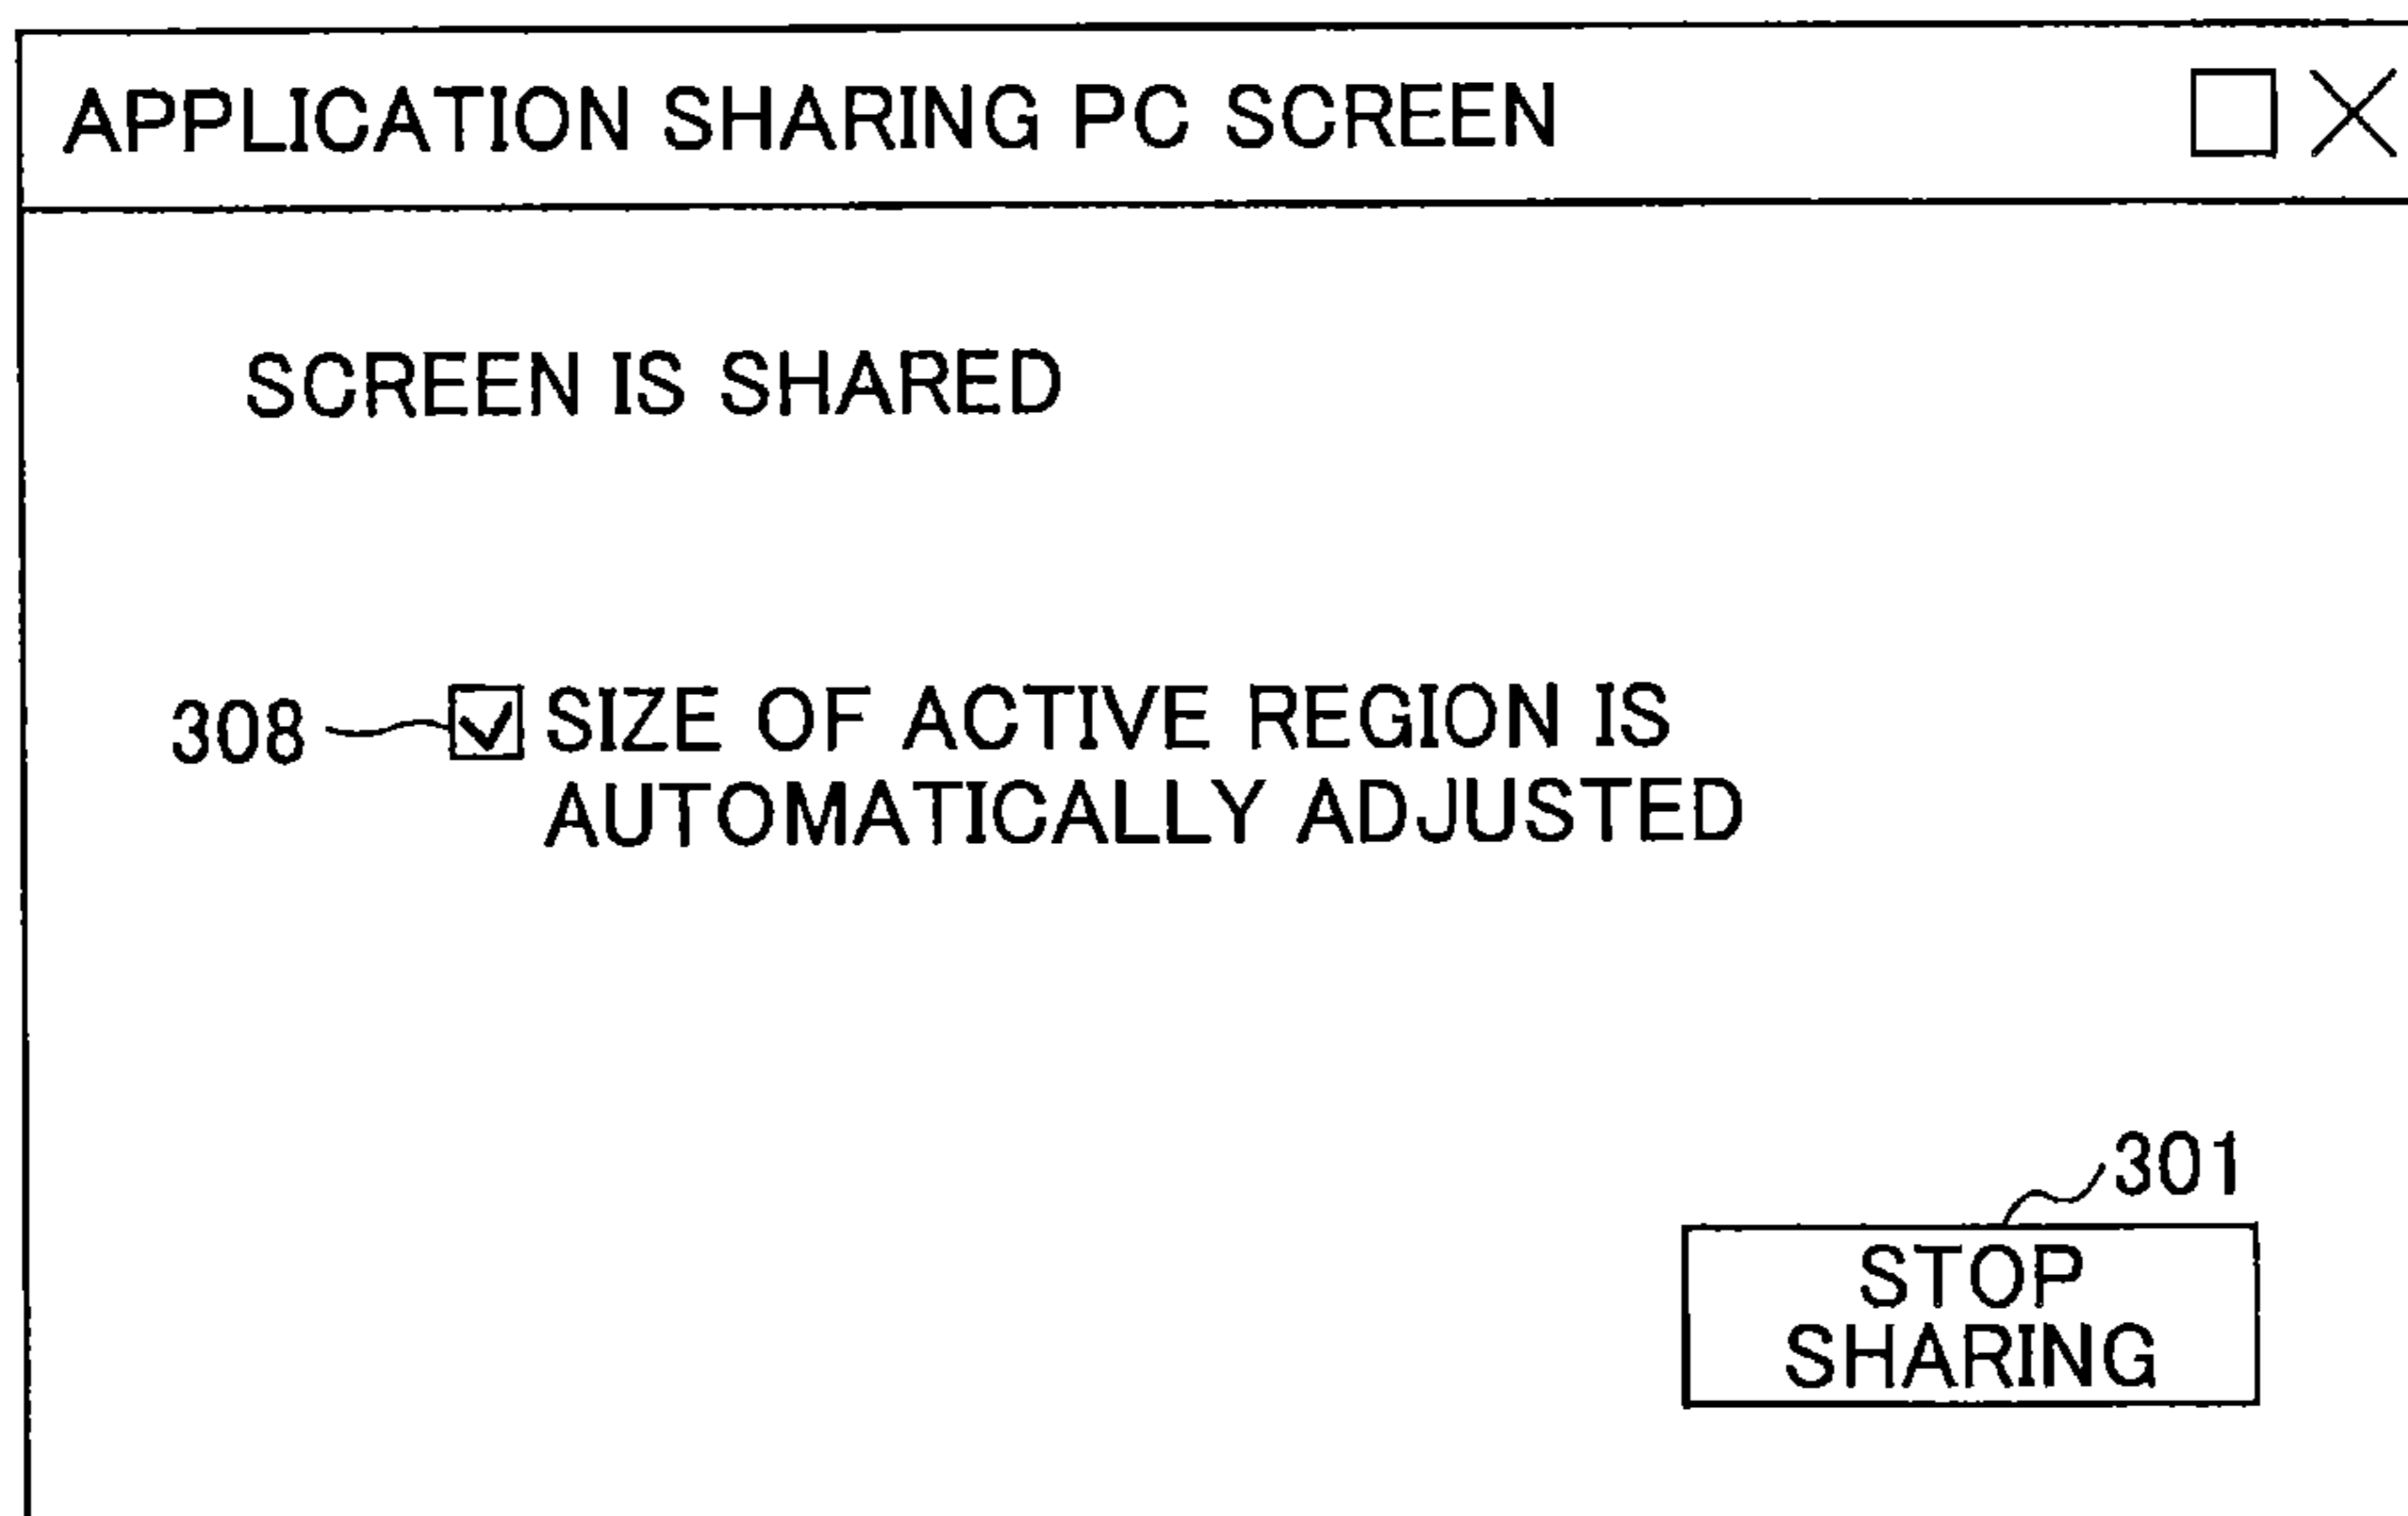 APPLICATION SHARING PC SCREEN
SCREEN IS SHARED
308 SIZE OF ACTIVE REGION IS
AUTOMATICALLY ADJUSTED
301
STOP
SHARING